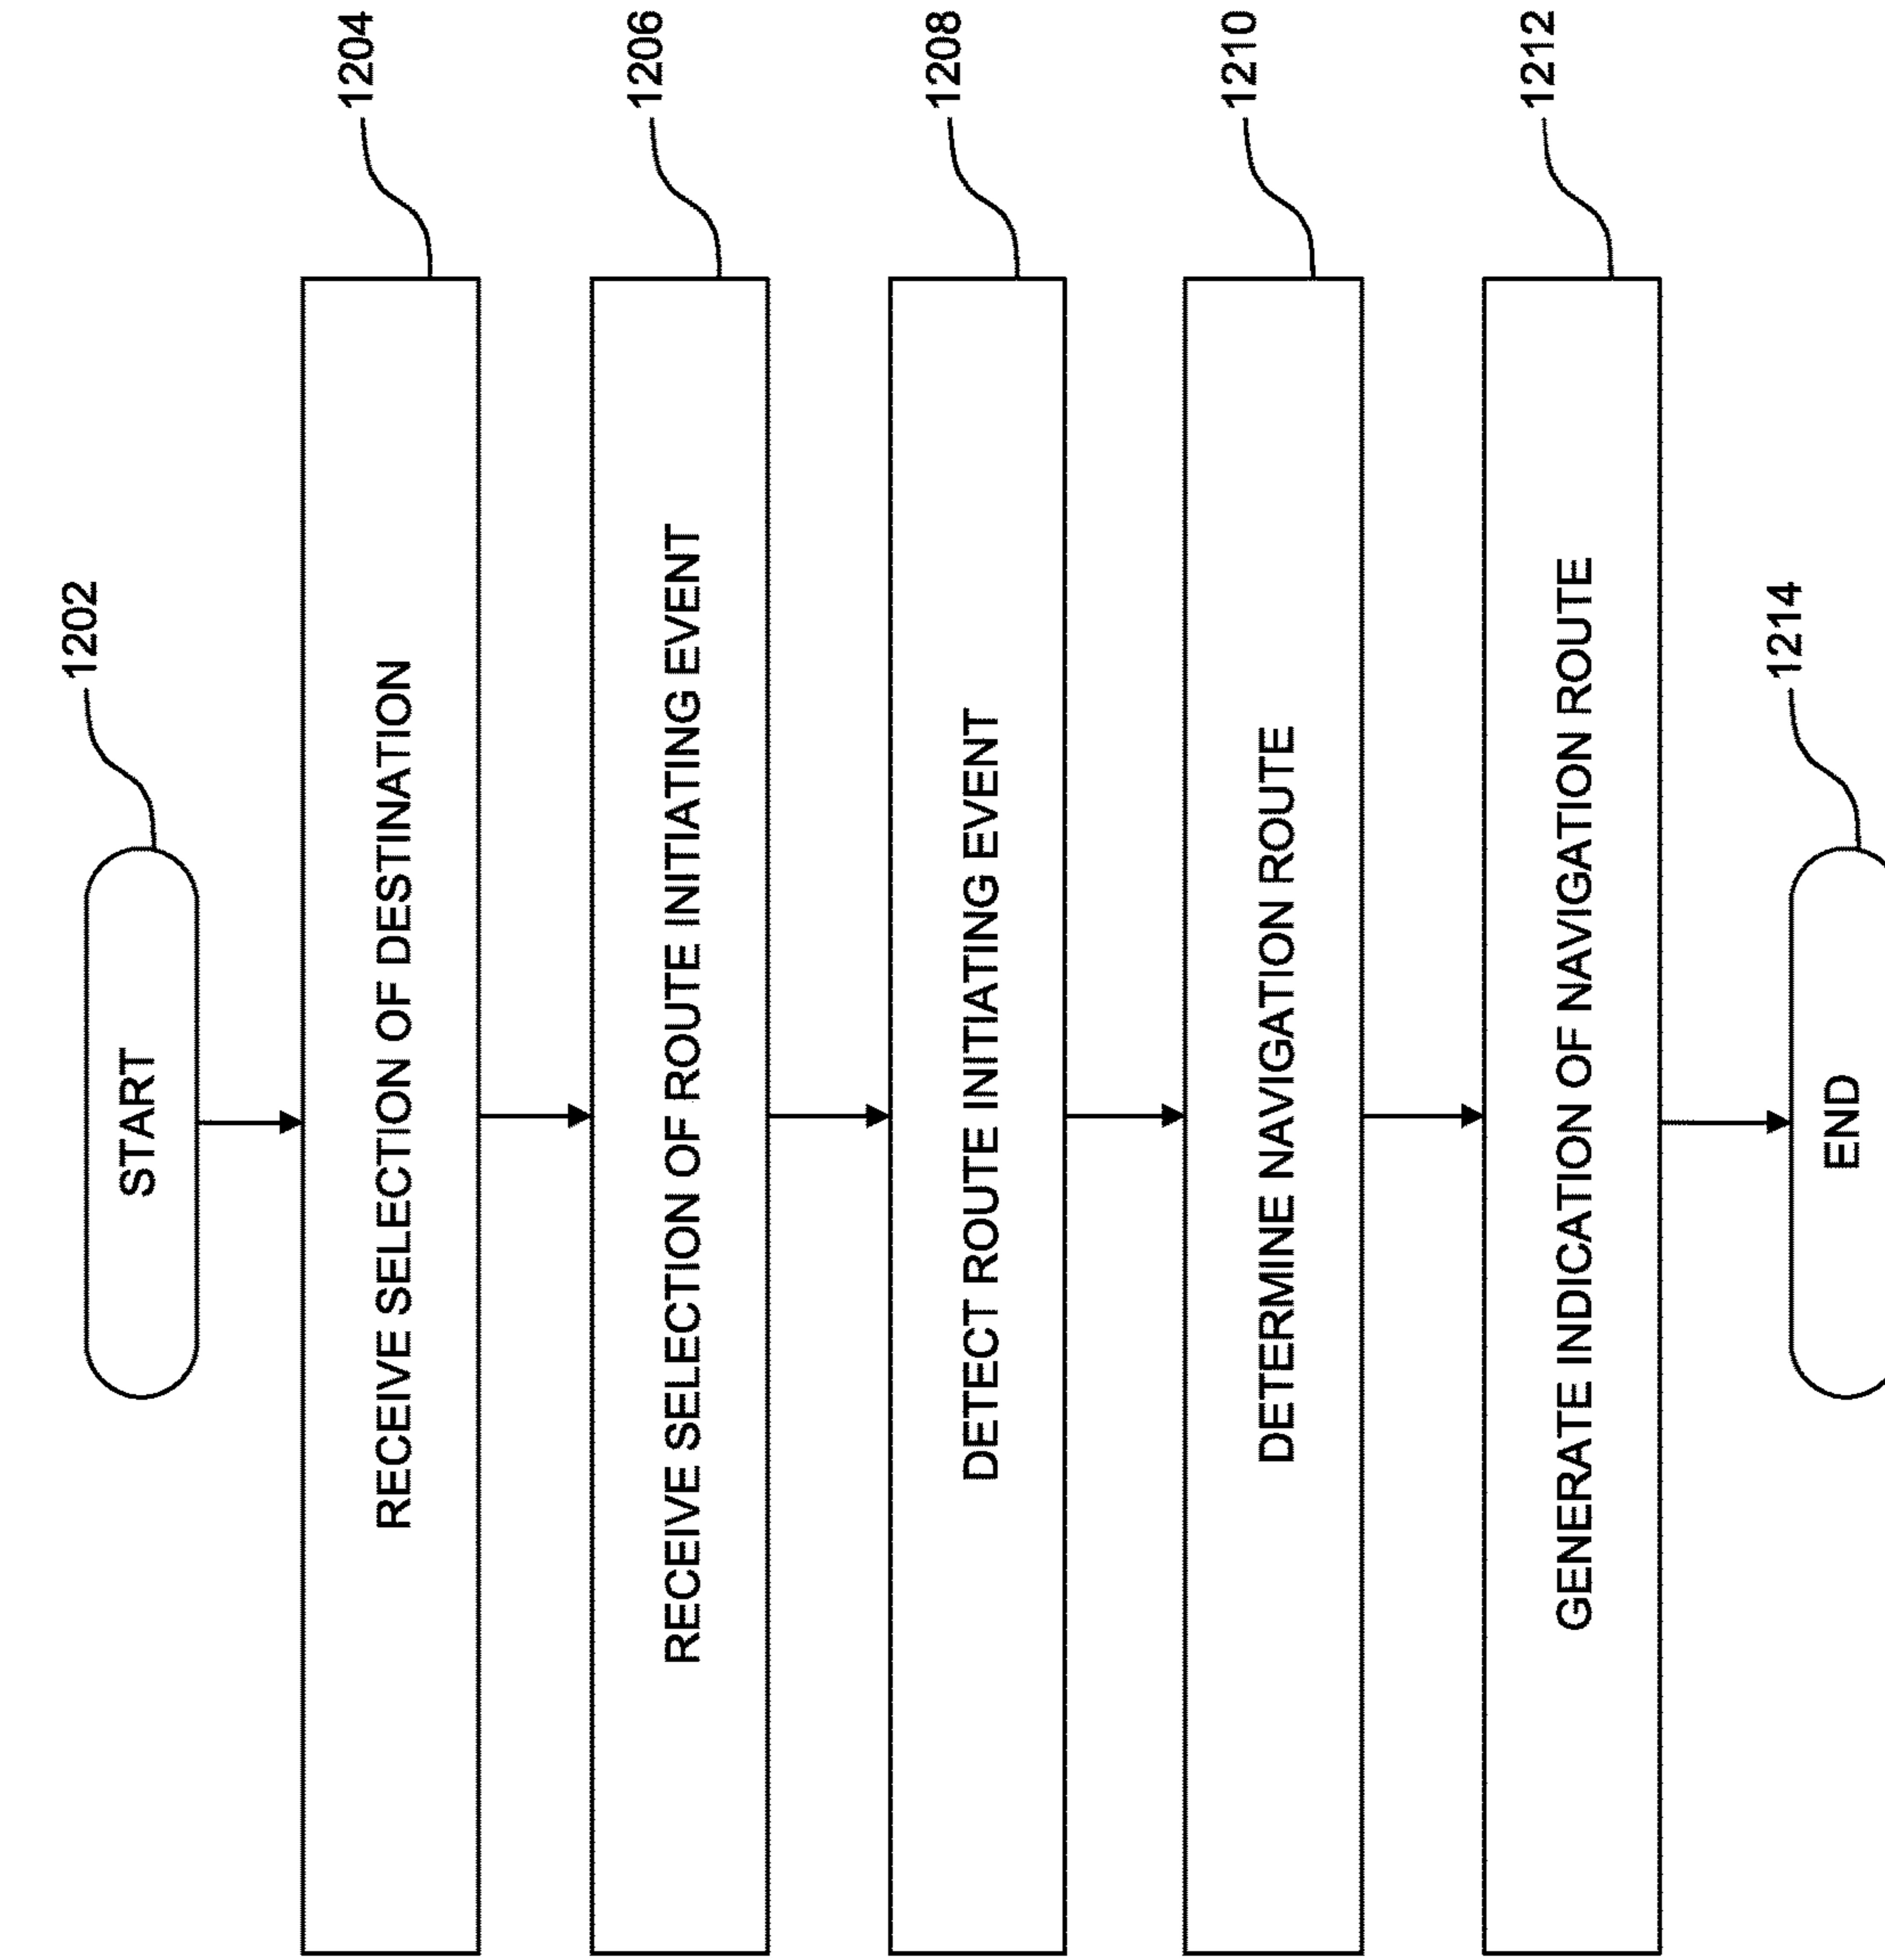 START
1202
RECEIVE SELECTION OF DESTINATION
1204
RECEIVE SELECTION OF ROUTE INITIATING EVENT
1206
DETECT ROUTE INITIATING EVENT
1208
DETERMINE NAVIGATION ROUTE
1210
GENERATE INDICATION OF NAVIGATION ROUTE
1212
END
1214